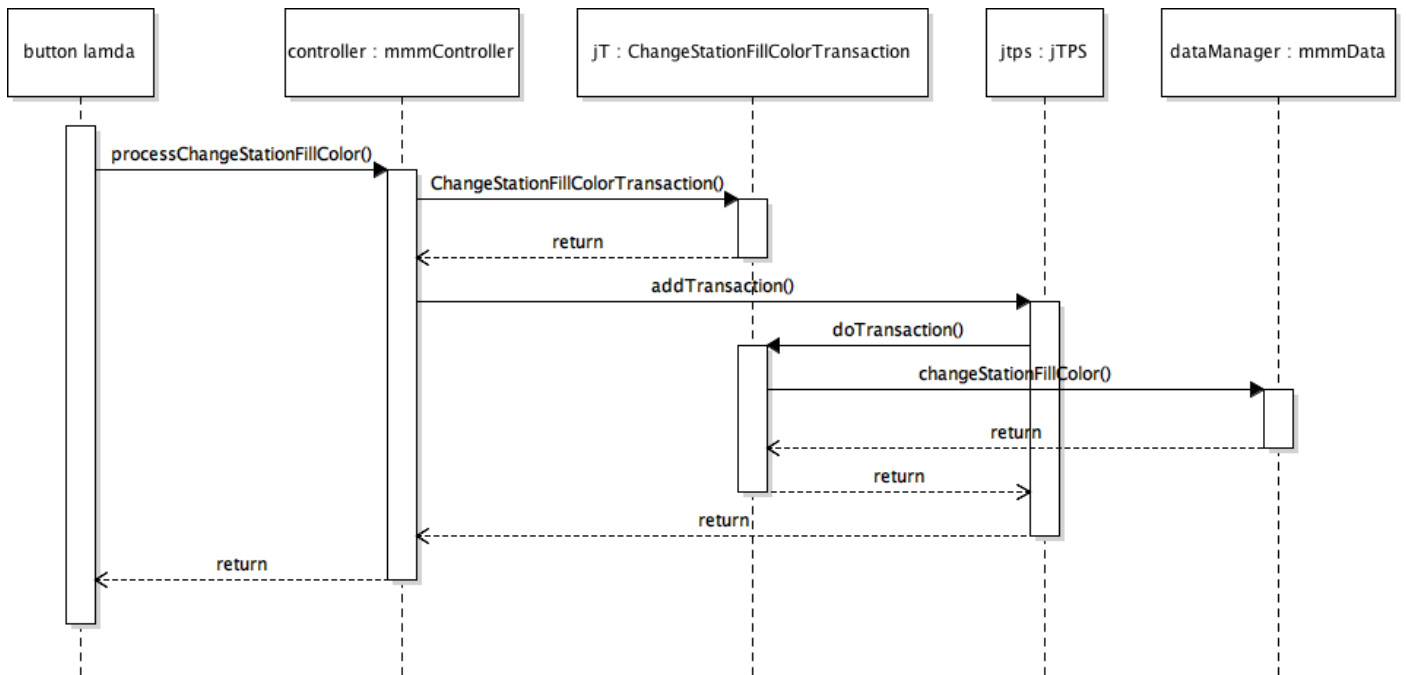 button lamda
controller : mmmController
jT : ChangeStationFillColorTransaction
jtps : jTPS
dataManager : mmmData
processChangeStationFillColor()
ChangeStationFillColorTransaction()
return
addTransaction()
doTransaction()
changeStationFillColor()
return
return
return
return